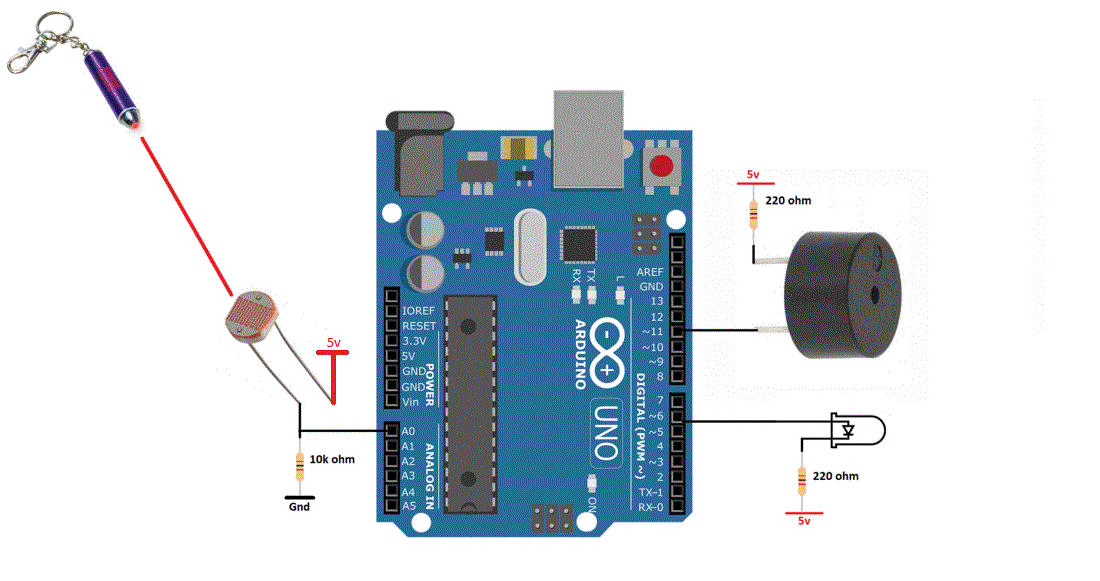 5v
10k ohm
Gnd
IOREF
RESET
3.3V
5V
GND
GND
Vin
POWER
A0
A1
A2
A3
A4
A5
ANALOG IN
RX
TX
L
ARDUINO
UNO
ON
AREF
GND
13
12
~11
~10
~9
8
7
~6
~5
4
~3
2
TX-1
RX-0
DIGITAL (PWM ~)
5v
220 ohm
220 ohm
5v